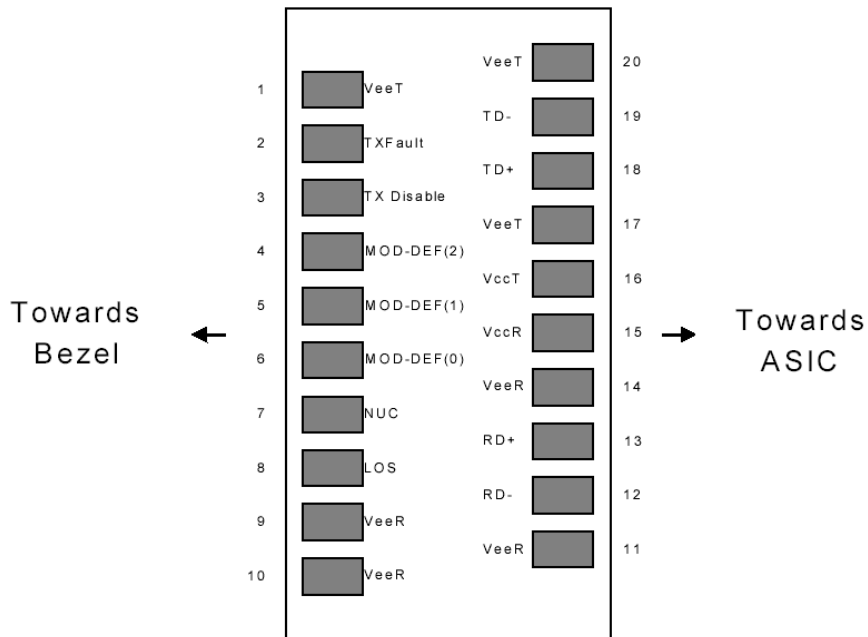 VeeT 20
1 VeeT
TD- 19
2 TXFault
TD+ 18
3 TX Disable
VeeT 17
4 MOD-DEF(2)
VccT 16
5 MOD-DEF(1)
Towards
Bezel
VccR 15
Towards
ASIC
6 MOD-DEF(0)
VeeR 14
7 NUC
RD+ 13
8 LOS
RD- 12
9 VeeR
VeeR 11
10 VeeR